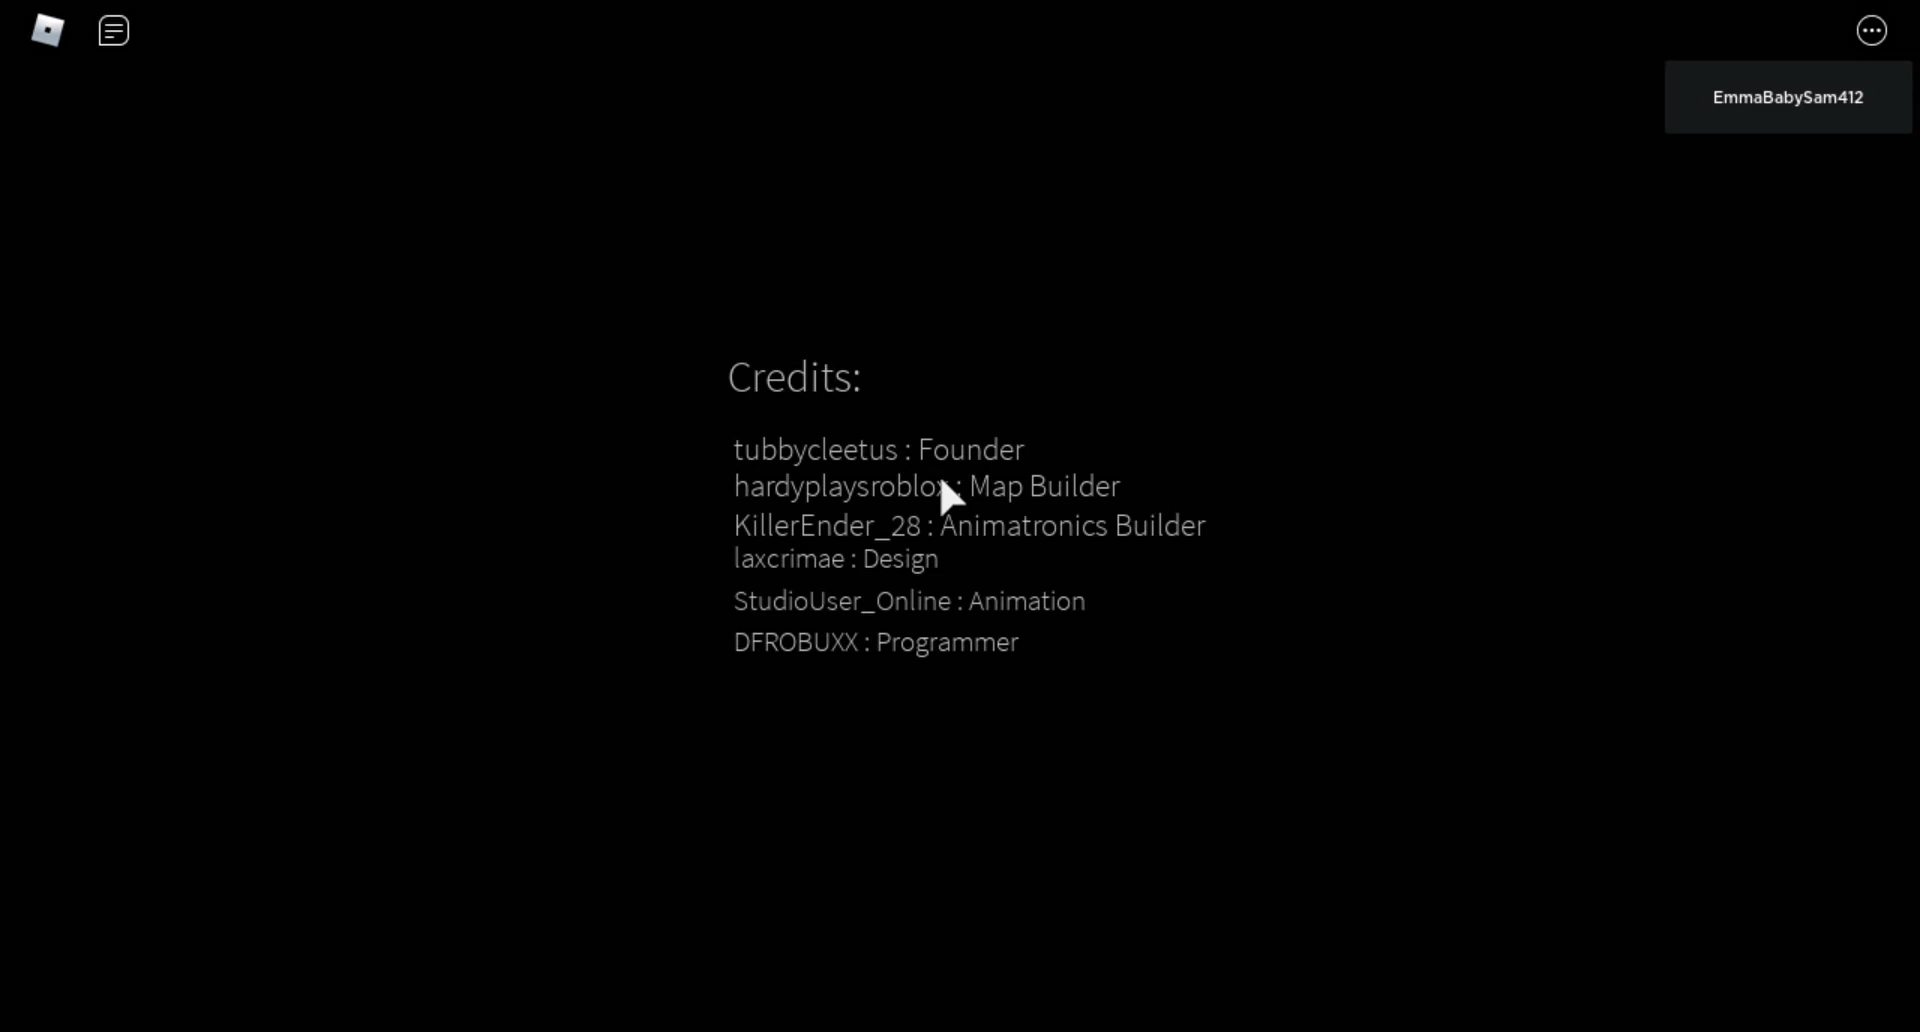 EmmaBabySam412
Credits:
tubbycleetus : Founder
hardyplaysroblox : Map Builder
KillerEnder_28 : Animatronics Builder
laxcrimae : Design
StudioUser_Online : Animation
DFROBUXX : Programmer